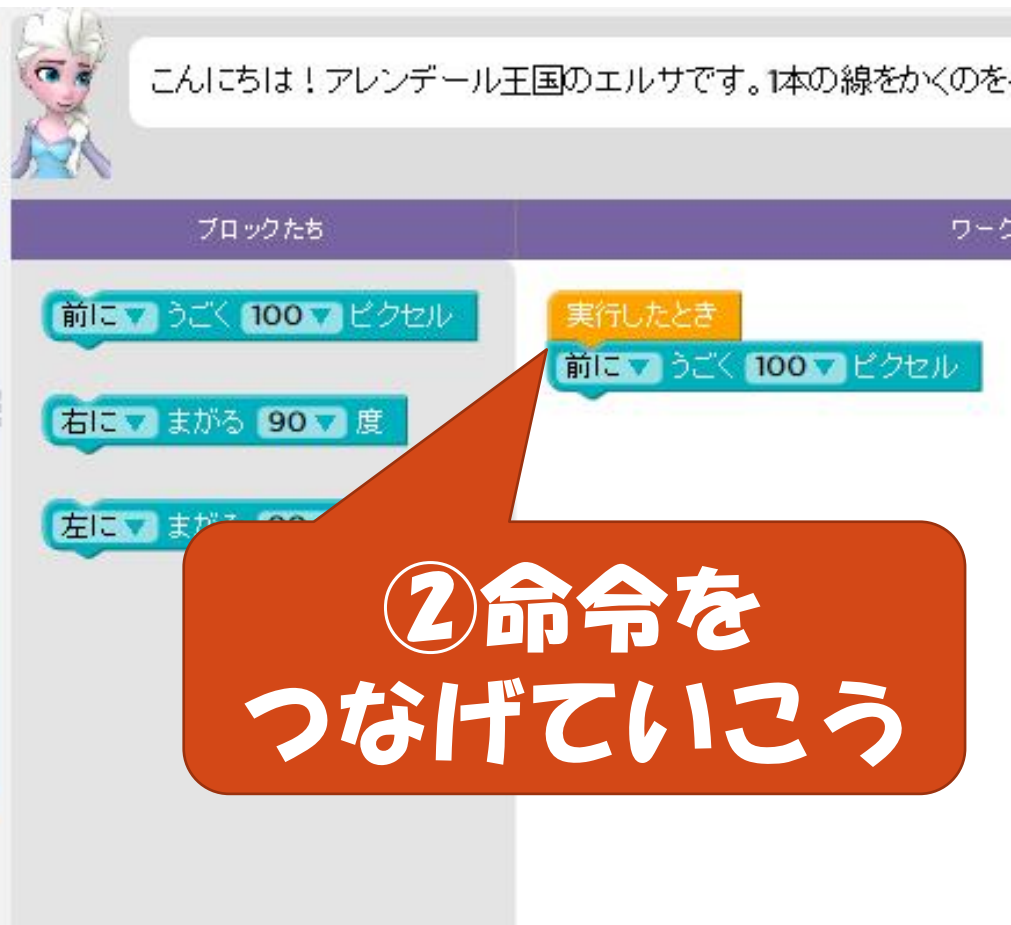 こんにちは！アレンデール王国のエルサです。1本の線をかくのを
ブロックたち
ワーク
前に▼ うごく 100▼ ピクセル
右に▼ まがる 90▼ 度
左に▼ まがる
実行したとき
前に▼ うごく 100▼ ピクセル
②命令を
つなげていこう